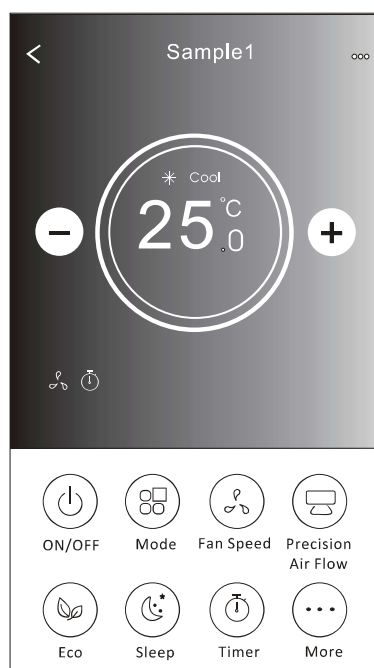 Sample1
Cool
25.0°C
ON/OFF Mode Fan Speed Precision Air Flow
Eco Sleep Timer More